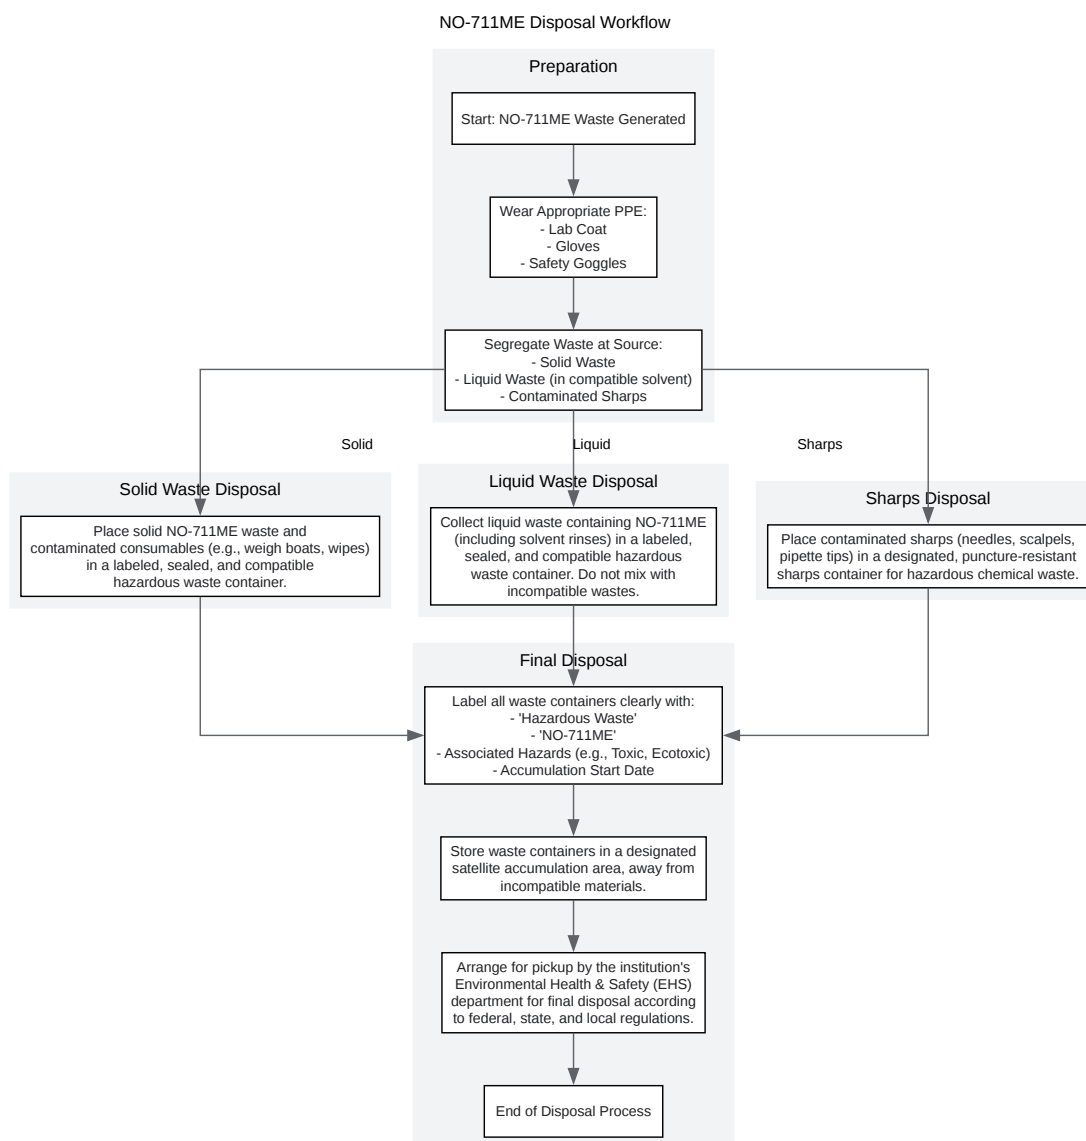 NO-711ME Disposal Workflow
Preparation
Start: NO-711ME Waste Generated
Wear Appropriate PPE:
- Lab Coat
- Gloves
- Safety Goggles
Segregate Waste at Source:
- Solid Waste
- Liquid Waste (in compatible solvent)
- Contaminated Sharps
Solid
Liquid
Sharps
Solid Waste Disposal
Place solid NO-711ME waste and
contaminated consumables (e.g., weigh boats, wipes)
in a labeled, sealed, and compatible
hazardous waste container.
Liquid Waste Disposal
Collect liquid waste containing NO-711ME
(including solvent rinses) in a labeled,
sealed, and compatible hazardous
waste container. Do not mix with
incompatible wastes.
Sharps Disposal
Place contaminated sharps (needles, scalpels,
pipette tips) in a designated, puncture-resistant
sharps container for hazardous chemical waste.
Final Disposal
Label all waste containers clearly with:
- 'Hazardous Waste'
- 'NO-711ME'
- Associated Hazards (e.g., Toxic, Ecotoxic)
- Accumulation Start Date
Store waste containers in a designated
satellite accumulation area, away from
incompatible materials.
Arrange for pickup by the institution's
Environmental Health & Safety (EHS)
department for final disposal according
to federal, state, and local regulations.
End of Disposal Process